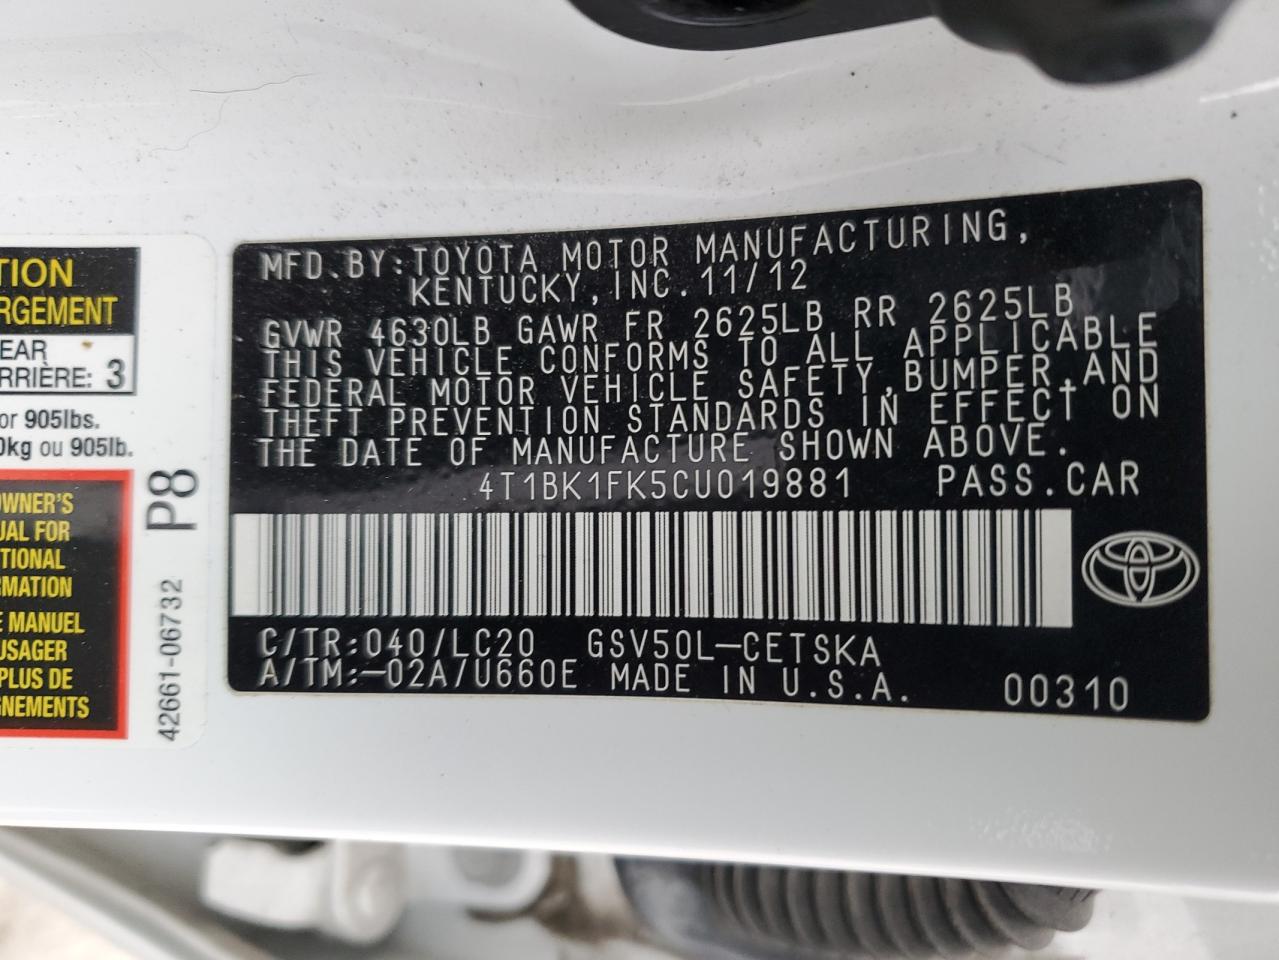 TION
RGEMENT
EAR
RRIÈRE: 3
or 905lbs.
0kg ou 905lb.
OWNER'S
UAL FOR
TIONAL
RMATION
E MANUEL
USAGER
PLUS DE
GNEMENTS
P8
42661-06732
MFD.BY:TOYOTA MOTOR MANUFACTURING,
KENTUCKY,INC.11/12
GVWR 4630LB GAWR FR 2625LB RR 2625LB
THIS VEHICLE CONFORMS TO ALL APPLICABLE
FEDERAL MOTOR VEHICLE SAFETY,BUMPER,AND
THEFT PREVENTION STANDARDS IN EFFECT ON
THE DATE OF MANUFACTURE SHOWN ABOVE.
4T1BK1FK5CU019881 PASS.CAR
C/TR:040/LC20 GSV50L-CETSKA
A/TM:-02A/U660E MADE IN U.S.A. 00310